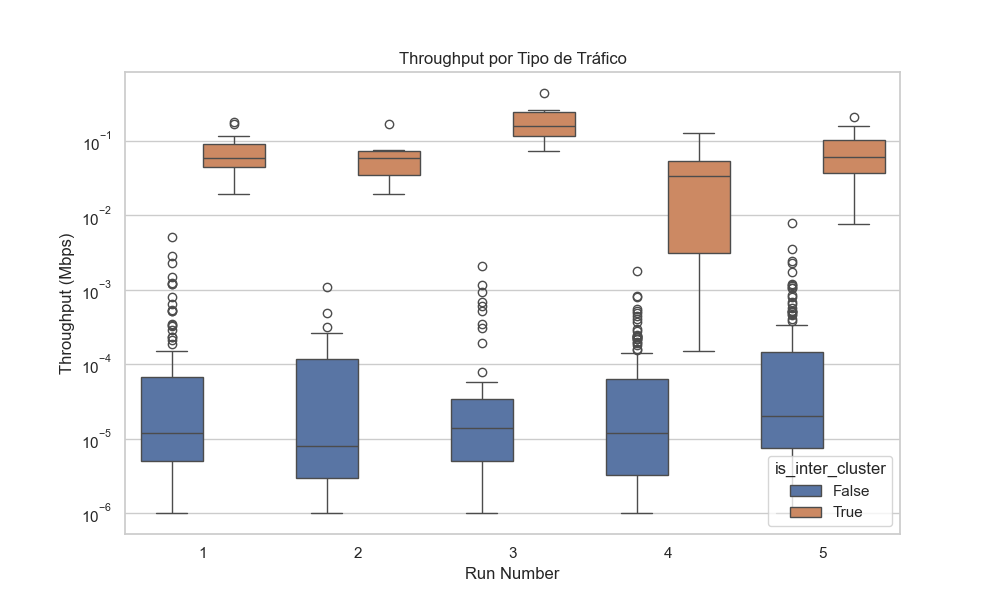 Throughput por Tipo de Tráfico
Throughput (Mbps)
10⁻¹
10⁻²
10⁻³
10⁻⁴
10⁻⁵
10⁻⁶
is_inter_cluster
False
True
1 2 3 4 5
Run Number